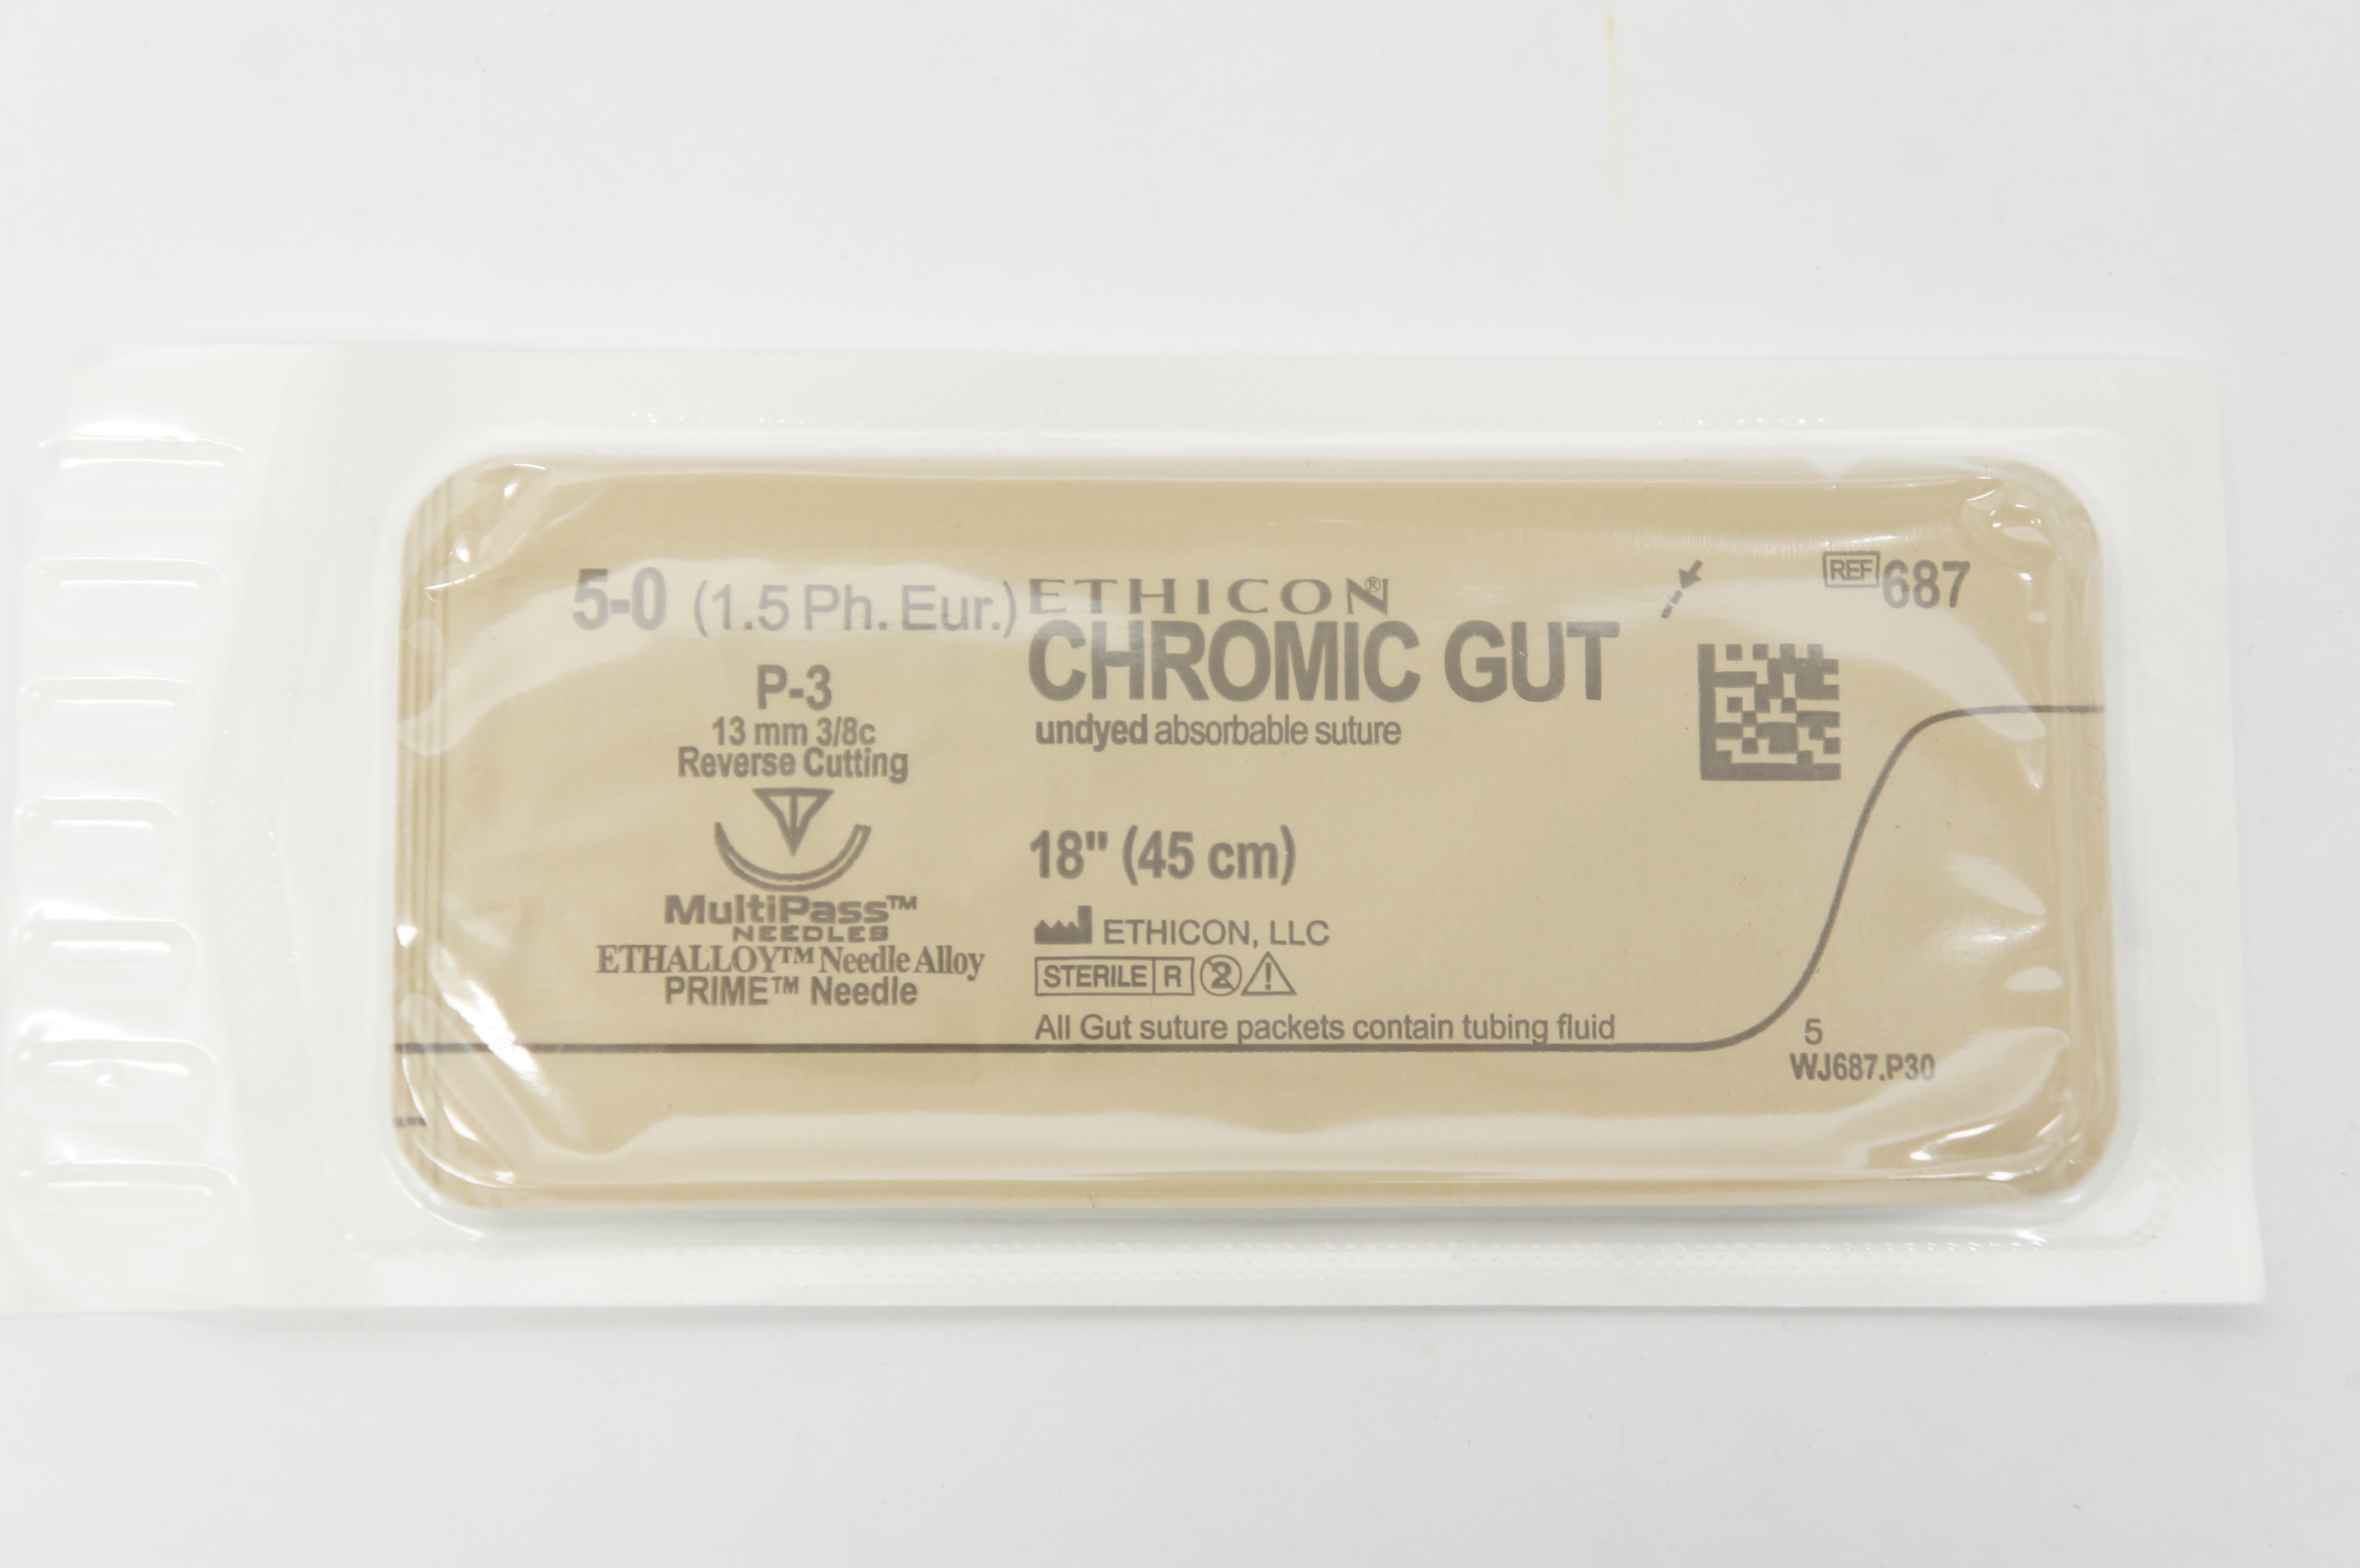 5-0 (1.5 Ph. Eur.)
P-3
13 mm 3/8c
Reverse Cutting
MultiPass™
NEEDLES
ETHALLOY™ Needle Alloy
PRIME™ Needle
ETHICON®
CHROMIC GUT
undyed absorbable suture
18" (45 cm)
ETHICON, LLC
STERILE R 2
All Gut suture packets contain tubing fluid
REF 687
5
WJ687.P30